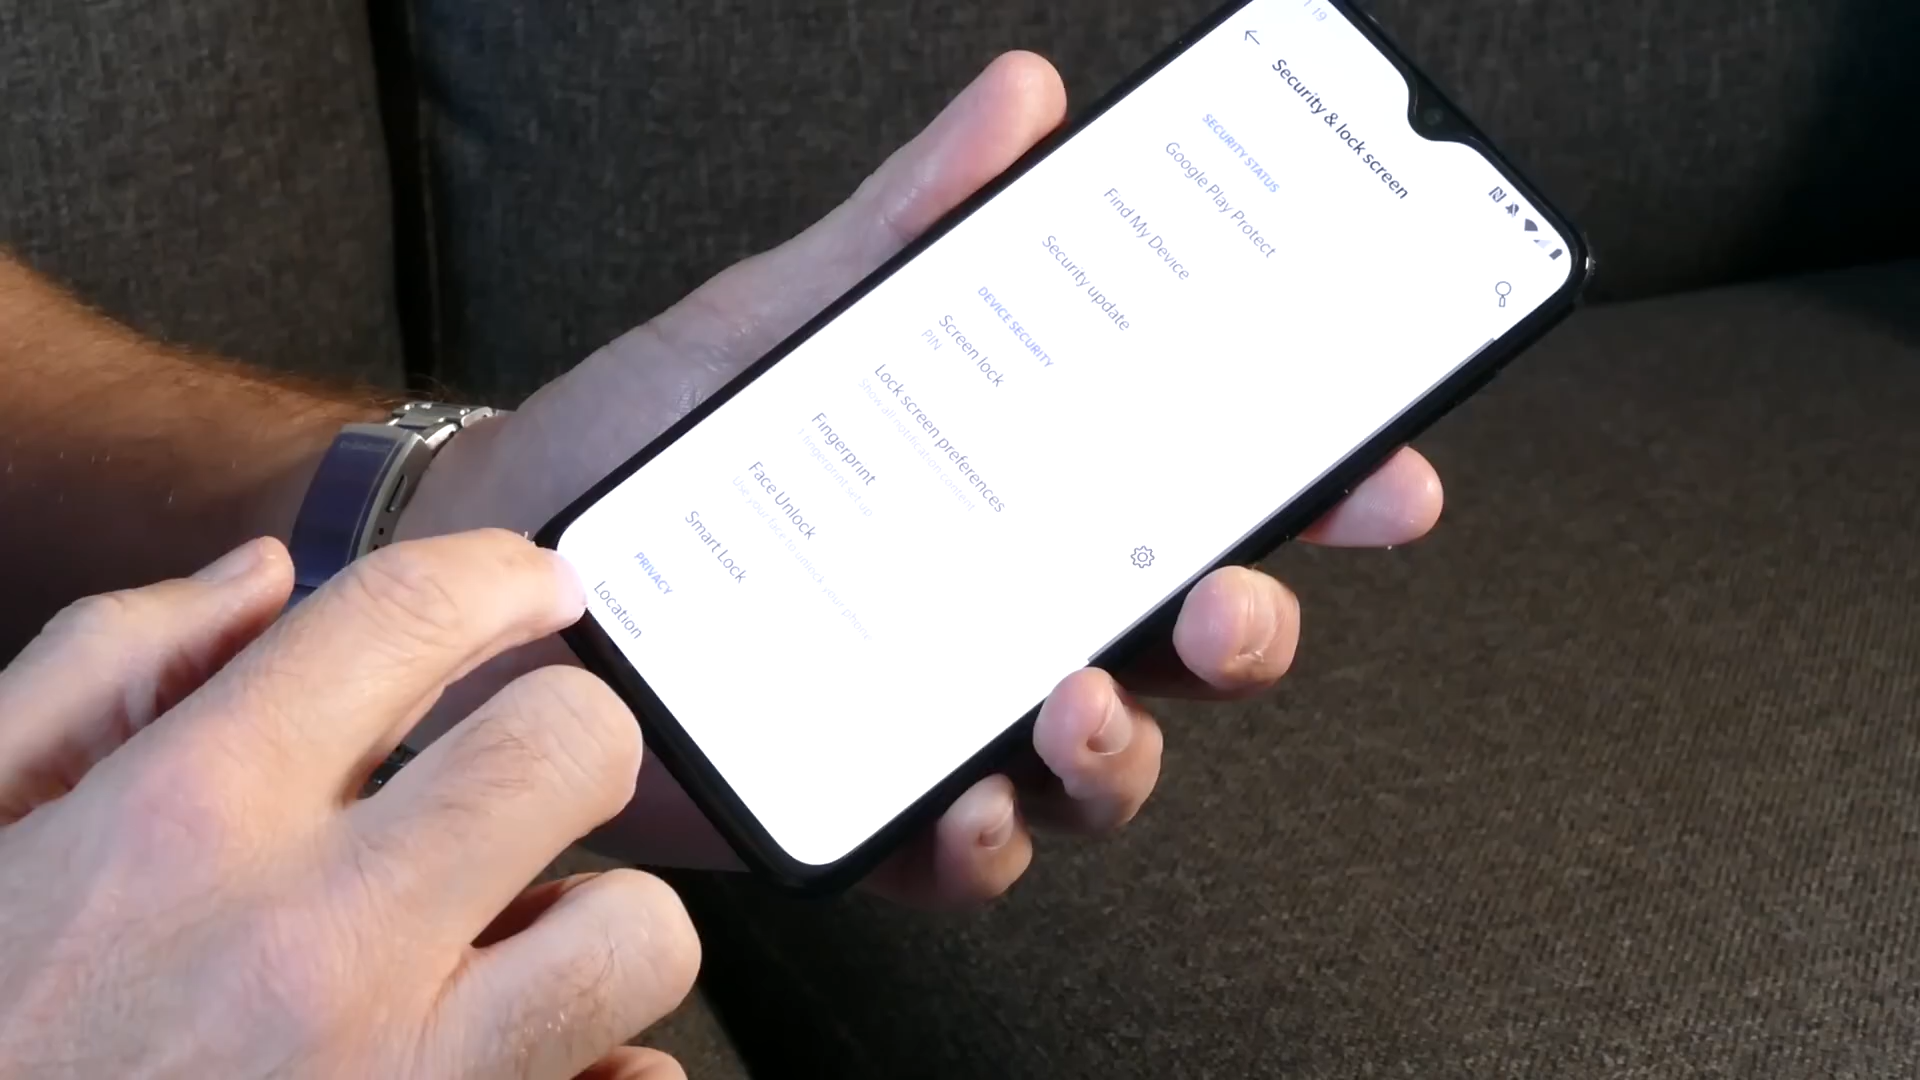 Security & lock screen
SECURITY STATUS
Google Play Protect
Find My Device
Security update
DEVICE SECURITY
Screen lock
PIN
Lock screen preferences
Show all notification content
Fingerprint
1 fingerprint set up
Face Unlock
Use your face to unlock your phone
Smart Lock
PRIVACY
Location